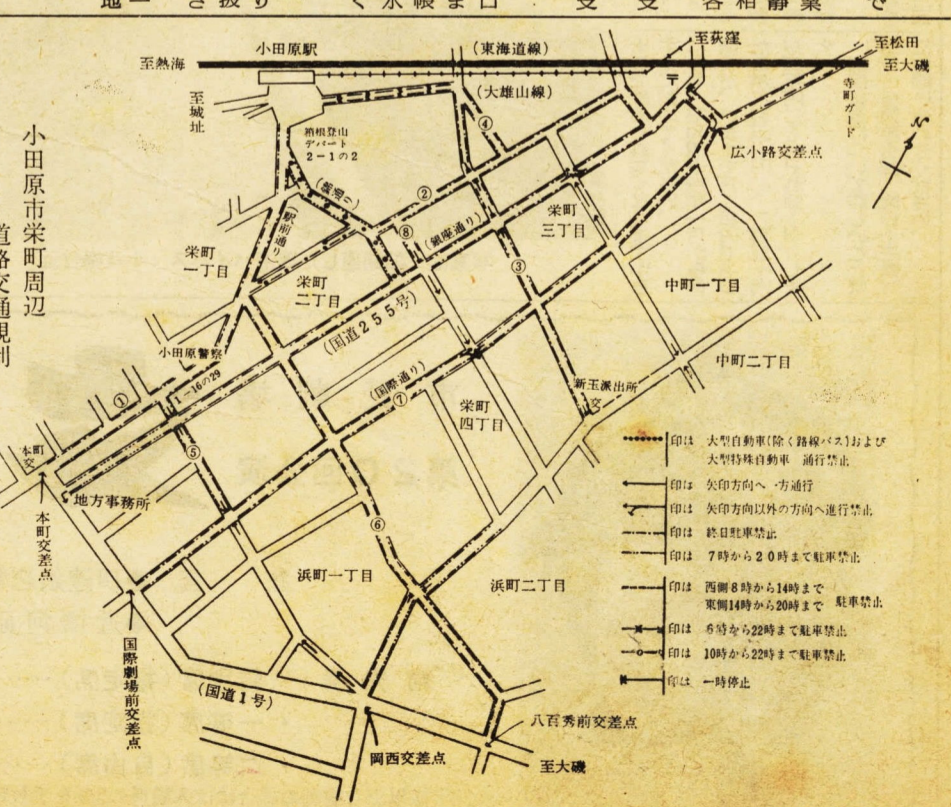 小田原市栄町周辺
道路交通規制
小田原駅
(東海道線)
至荻窪
至松田
至熱海
至大磯
〒
(大雄山線)
至城址
寺町ガード
箱根登山
デパート
2-1の2
④
広小路交差点
N
②
⑧
(駅前通り)
(銀座通り)
栄町
三丁目
栄町
一丁目
③
栄町
二丁目
中町一丁目
(国道255号)
小田原警察
1-16の29
中町二丁目
(国際通り)
⑦
新玉派出所
交
①
栄町
四丁目
⑤
本町
交
地方事務所
本町交差点
⑥
浜町一丁目
浜町二丁目
国際劇場前交差点
(国道1号)
岡西交差点
八百秀前交差点
至大磯
印は 大型自動車(除く路線バス)および
大型特殊自動車 通行禁止
印は 矢印方向へ一方通行
印は 矢印方向以外の方向へ進行禁止
印は 終日駐車禁止
印は 7時から20時まで駐車禁止
印は 西側8時から14時まで
東側14時から20時まで 駐車禁止
印は 6時から22時まで駐車禁止
印は 10時から22時まで駐車禁止
印は 一時停止